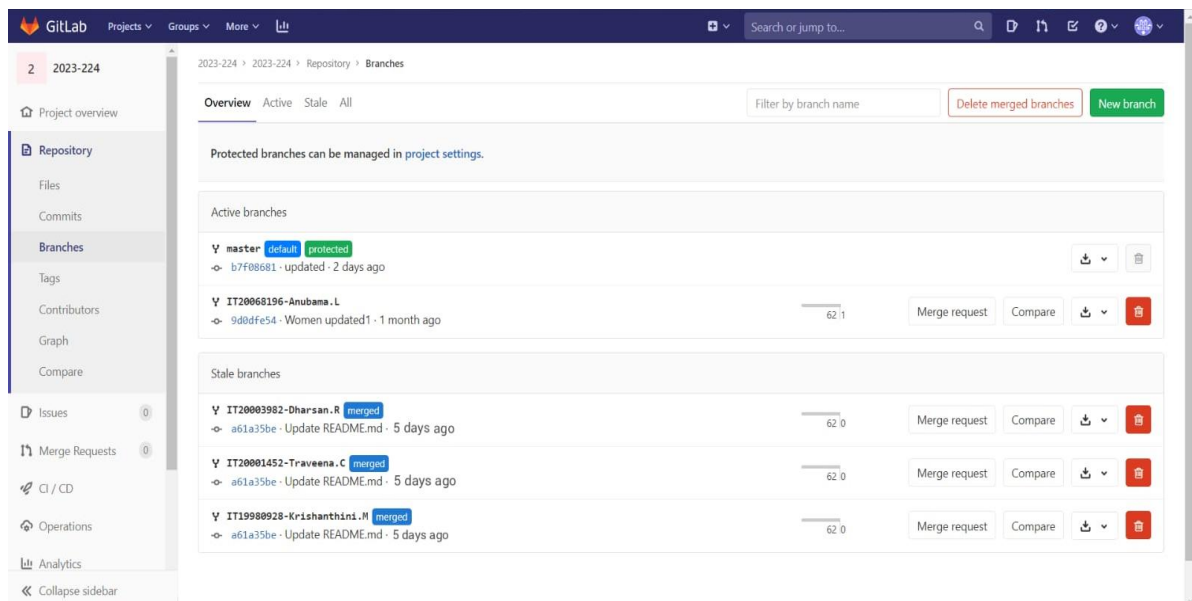 GitLab Projects Groups More Search or jump to...
2 2023-224
2023-224 > 2023-224 > Repository > Branches
Overview Active Stale All Filter by branch name Delete merged branches New branch
Project overview
Repository
Files
Commits
Branches
Tags
Contributors
Graph
Compare
Issues 0
Merge Requests 0
CI / CD
Operations
Analytics
Collapse sidebar
Protected branches can be managed in project settings.
Active branches
master default protected
b7f08681 · updated · 2 days ago
IT20068196-Anubama.L
9d0dfe54 · Women updated1 · 1 month ago
62 1 Merge request Compare
Stale branches
IT20003982-Dharsan.R merged
a61a35be · Update README.md · 5 days ago
62 0 Merge request Compare
IT20001452-Traveena.C merged
a61a35be · Update README.md · 5 days ago
62 0 Merge request Compare
IT19980928-Krishanthini.M merged
a61a35be · Update README.md · 5 days ago
62 0 Merge request Compare